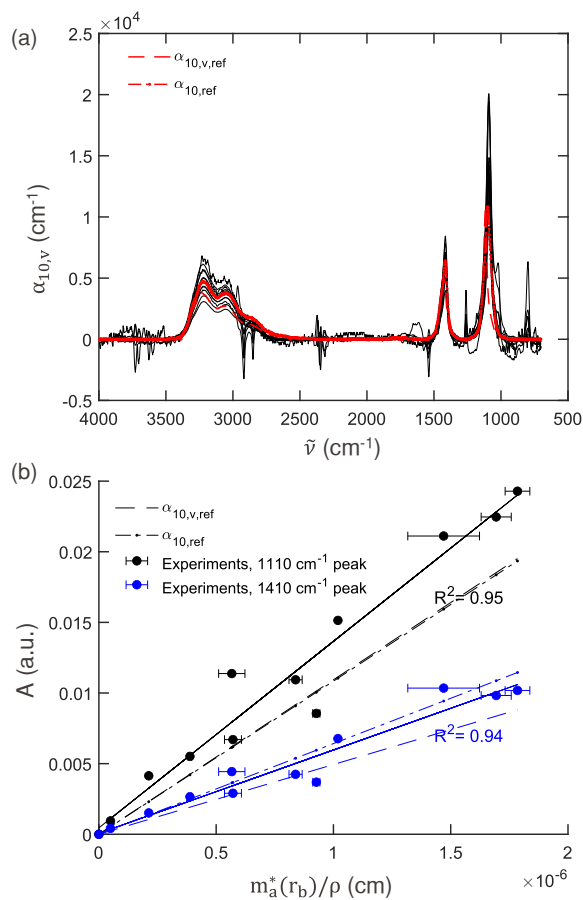 (a)
×10⁴
2.5
2
1.5
1
0.5
0
-0.5
α10,v (cm-1)
α10,v,ref
α10,ref
4000 3500 3000 2500 2000 1500 1000 500
ṽ (cm-1)
(b)
0.025
0.02
0.015
0.01
0.005
0
A (a.u.)
α10,v,ref
α10,ref
Experiments, 1110 cm-1 peak
Experiments, 1410 cm-1 peak
R2= 0.95
R2= 0.94
0 0.5 1 1.5 2
×10-6
m*a(rb)/ρ (cm)